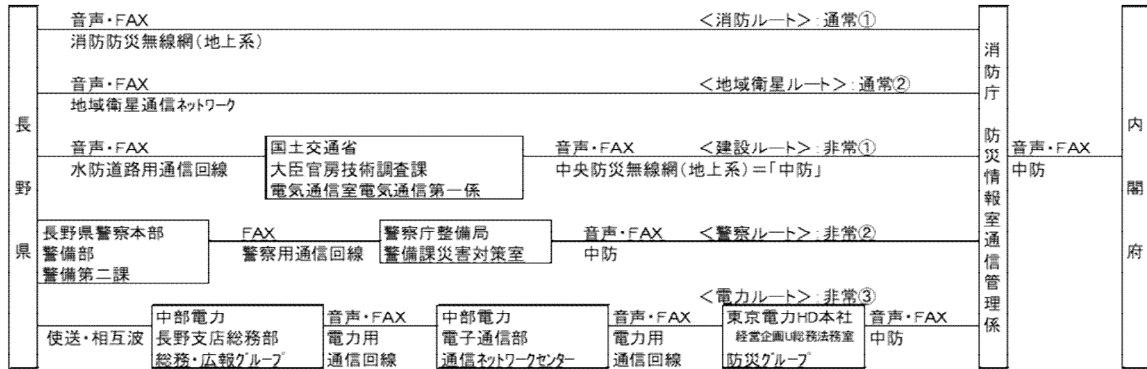 長野県
音声・FAX
＜消防ルート＞：通常①
消防防災無線網（地上系）
音声・FAX
＜地域衛星ルート＞：通常②
地域衛星通信ネットワーク
音声・FAX
水防道路用通信回線
国土交通省
大臣官房技術調査課
電気通信室電気通信第一係
音声・FAX
＜建設ルート＞：非常①
中央防災無線網（地上系）＝「中防」
長野県警察本部
警備部
警備第二課
FAX
警察用通信回線
警察庁整備局
警備課災害対策室
音声・FAX
＜警察ルート＞：非常②
中防
＜電力ルート＞：非常③
使送・相互波
中部電力
長野支店総務部
総務・広報グループ
音声・FAX
電力用
通信回線
中部電力
電子通信部
通信ネットワークセンター
音声・FAX
電力用
通信回線
東京電力HD本社
経営企画U総務法務室
防災グループ
音声・FAX
中防
消防庁　防災情報室通信管理係
音声・FAX
中防
内閣府